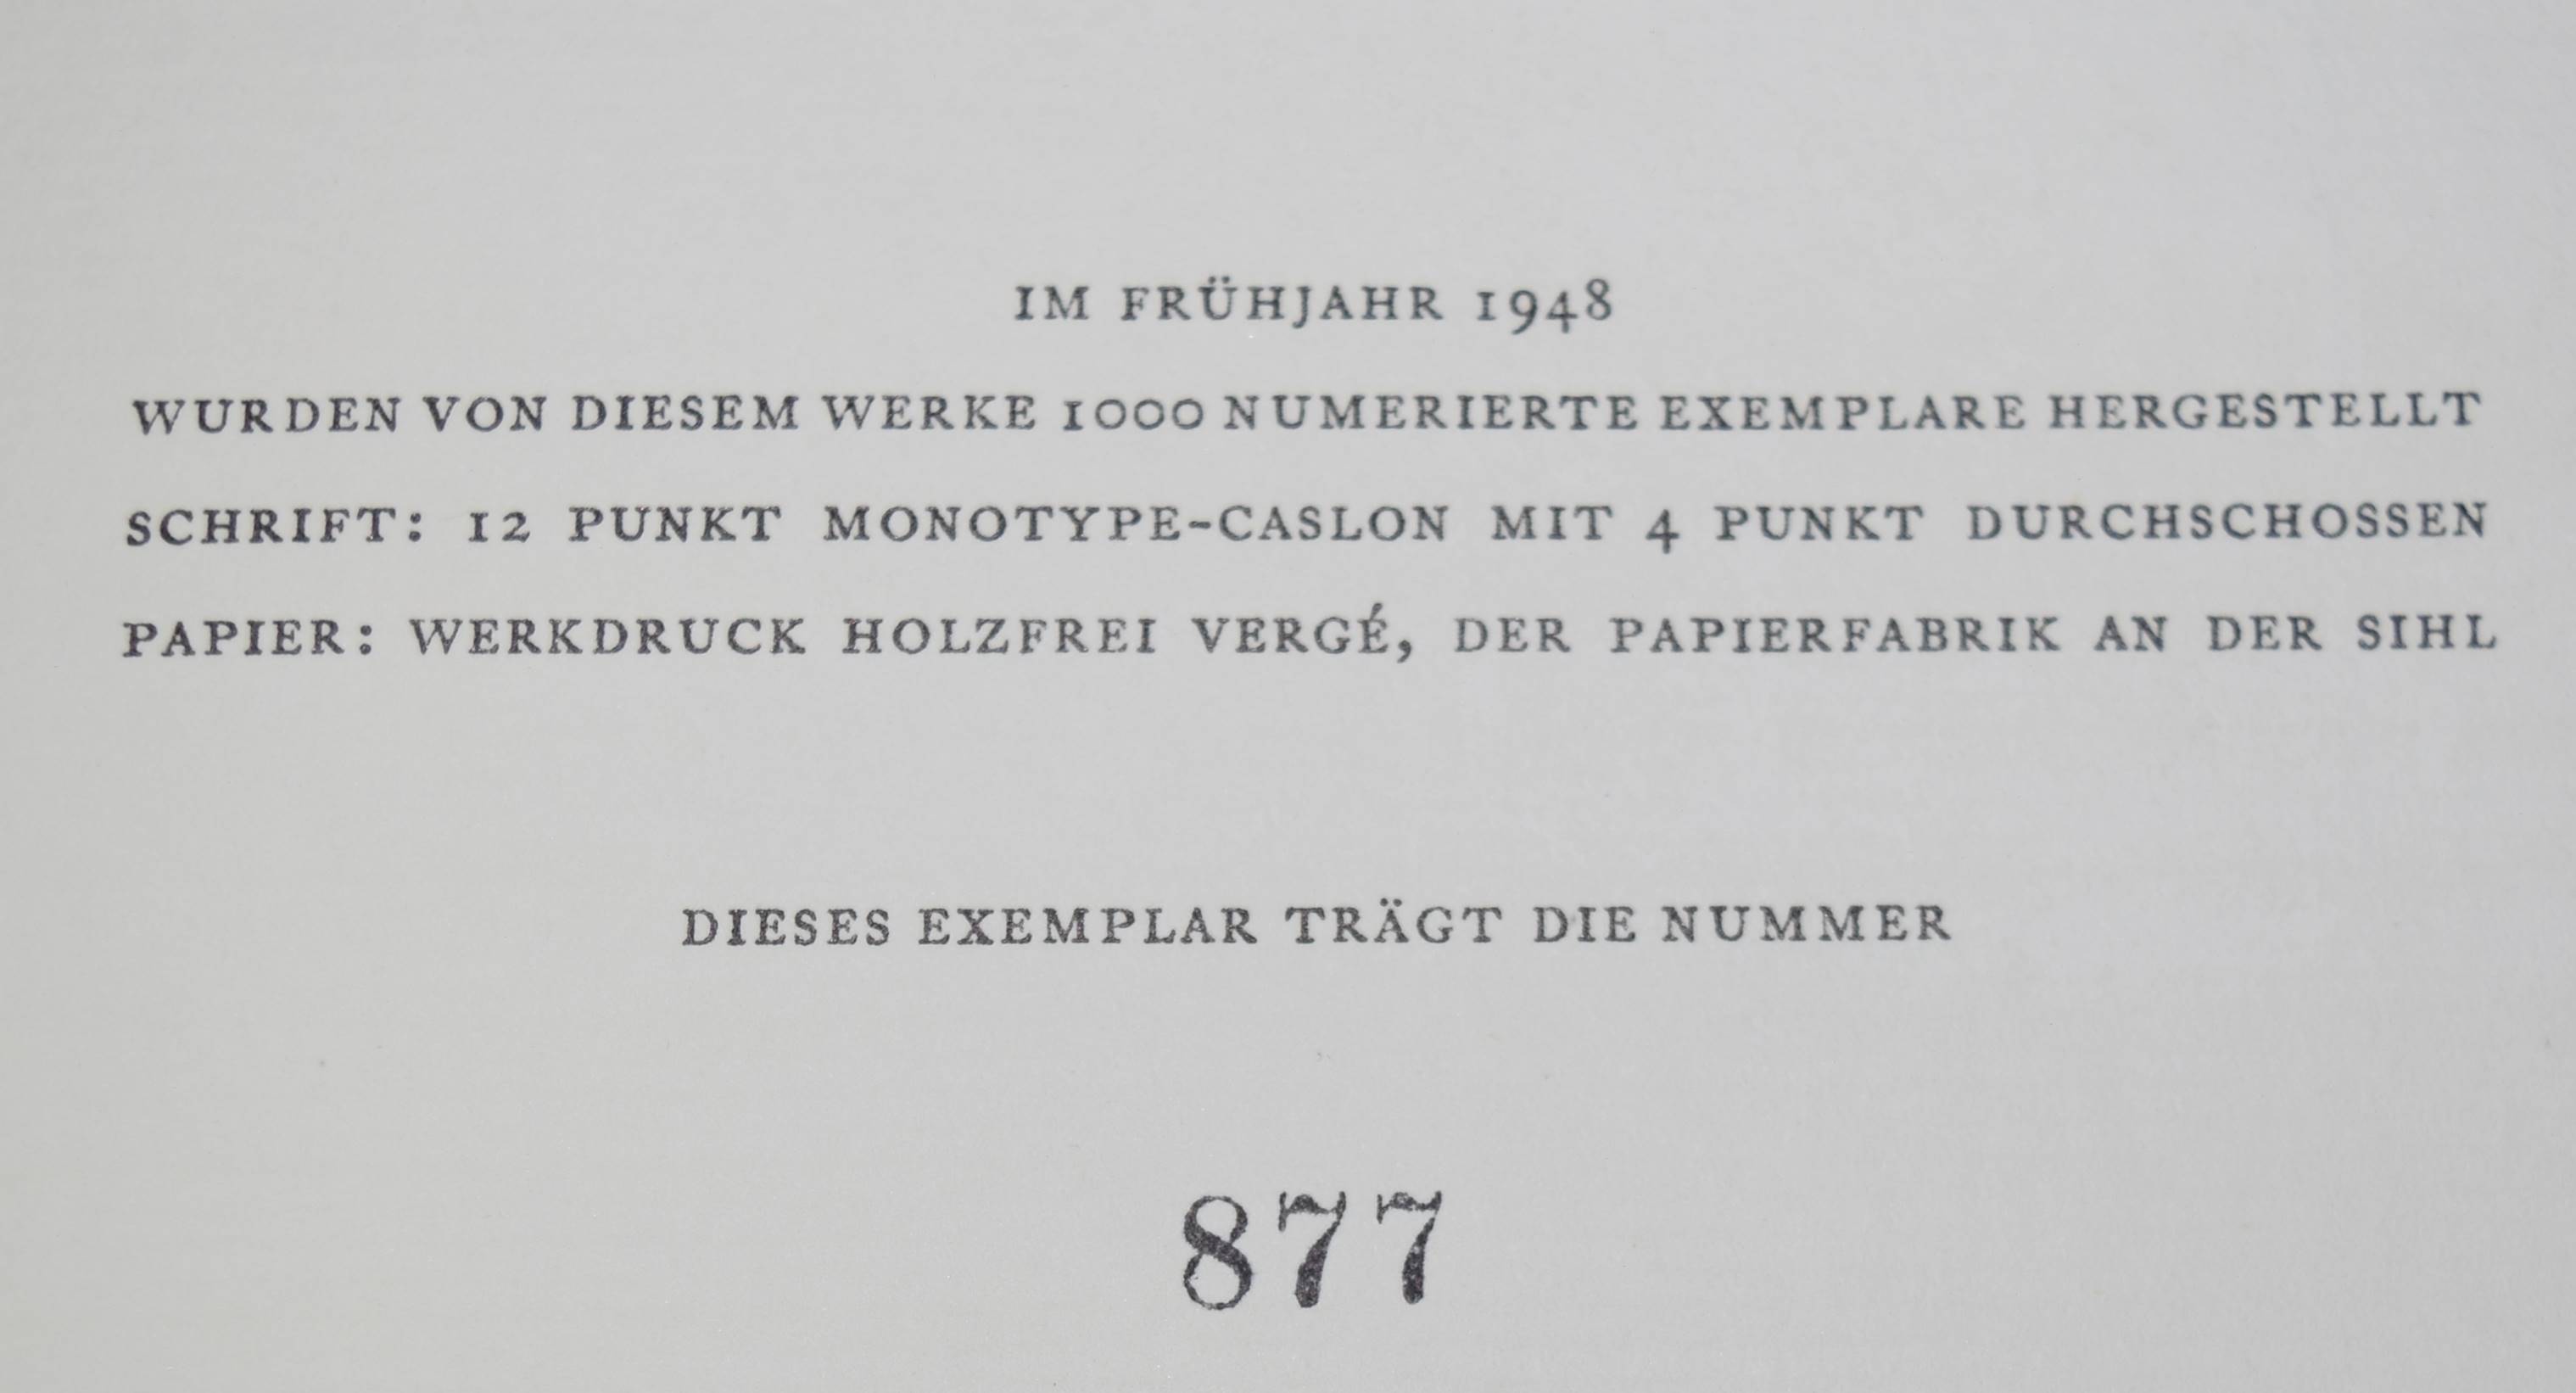 IM FRÜHJAHR 1948
WURDEN VON DIESEM WERKE 1000 NUMERIERTE EXEMPLARE HERGESTELLT
SCHRIFT: 12 PUNKT MONOTYPE-CASLON MIT 4 PUNKT DURCHSCHOSSEN
PAPIER: WERKDRUCK HOLZFREI VERGÉ, DER PAPIERFABRIK AN DER SIHL
DIESES EXEMPLAR TRÄGT DIE NUMMER
877